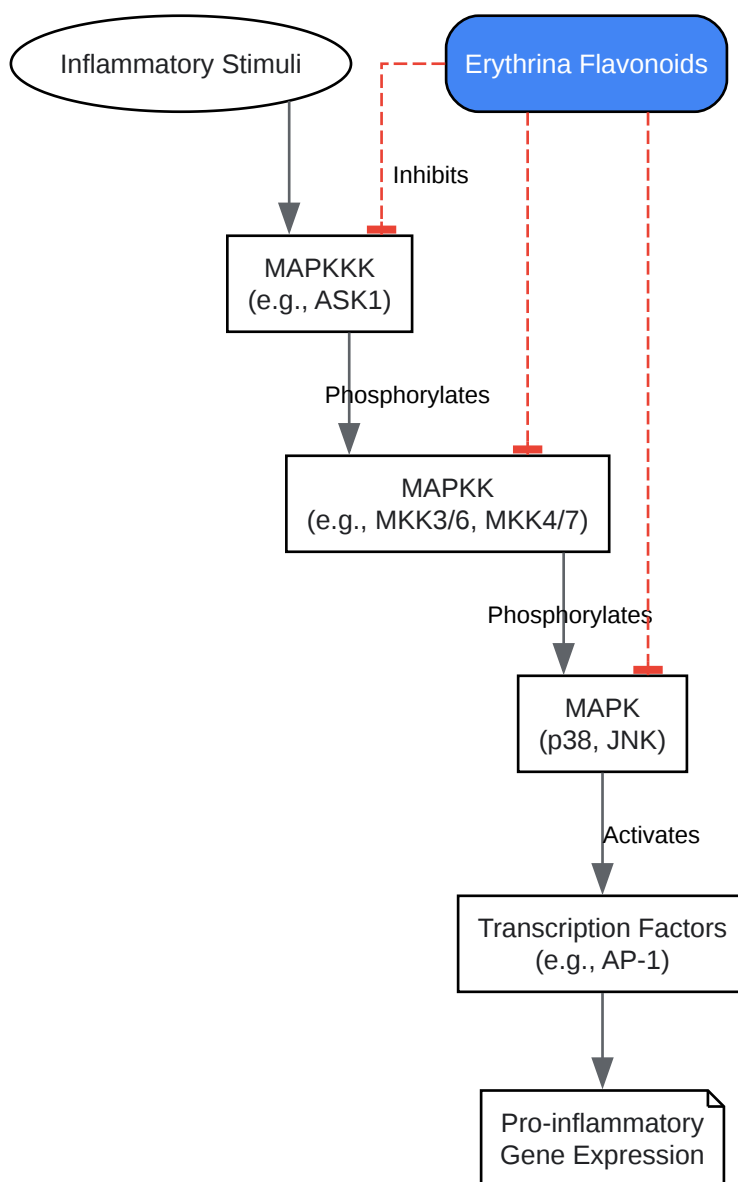 Inflammatory Stimuli
Erythrina Flavonoids
Inhibits
MAPKKK
(e.g., ASK1)
Phosphorylates
MAPKK
(e.g., MKK3/6, MKK4/7)
Phosphorylates
MAPK
(p38, JNK)
Activates
Transcription Factors
(e.g., AP-1)
Pro-inflammatory
Gene Expression